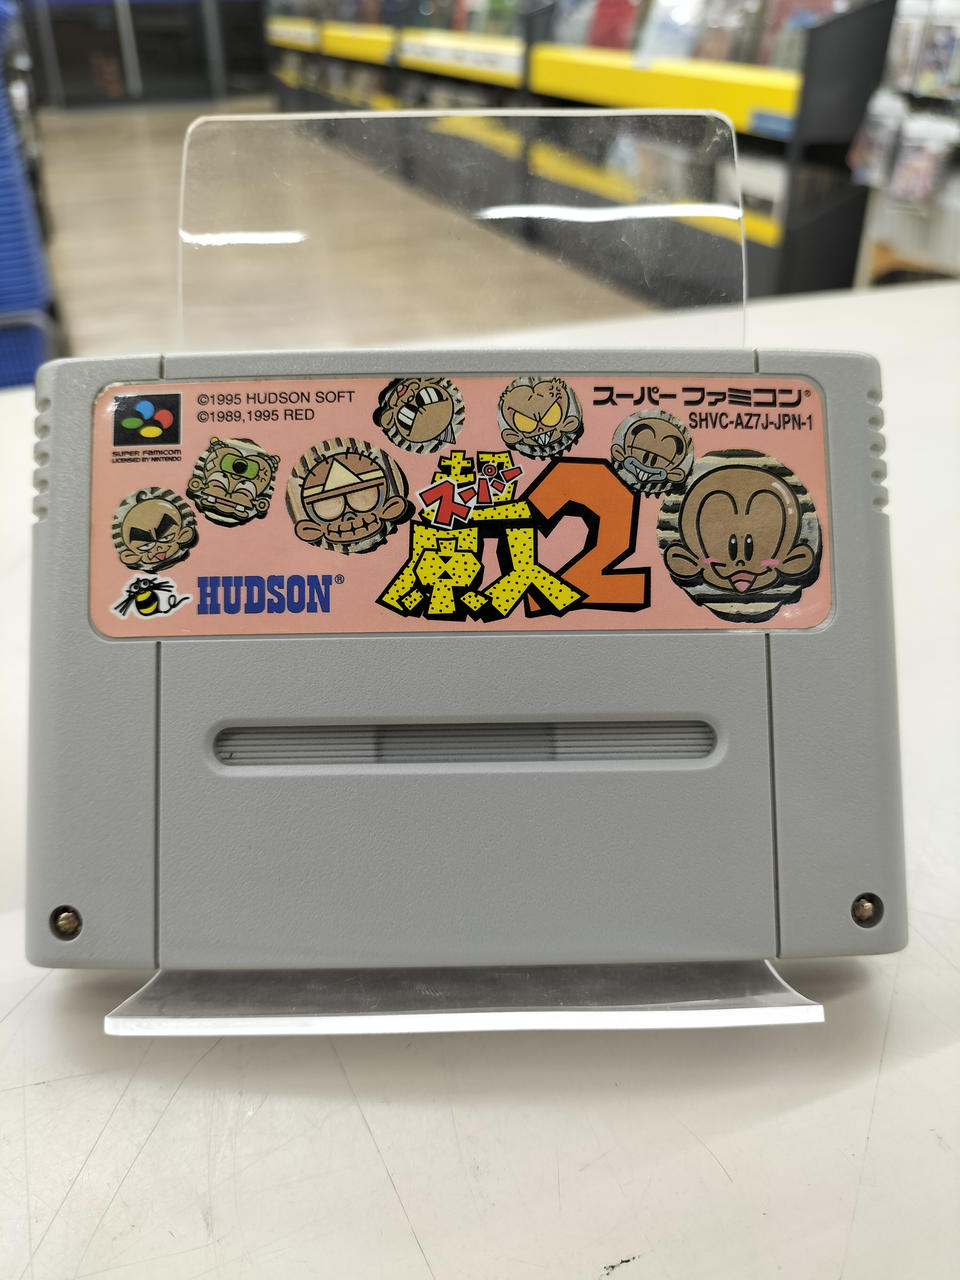 ©1995 HUDSON SOFT
©1989,1995 RED
スーパーファミコン®
SHVC-AZ7J-JPN-1
SUPER FAMICOM
LICENSED BY NINTENDO
超
スーパー
原人2
HUDSON®